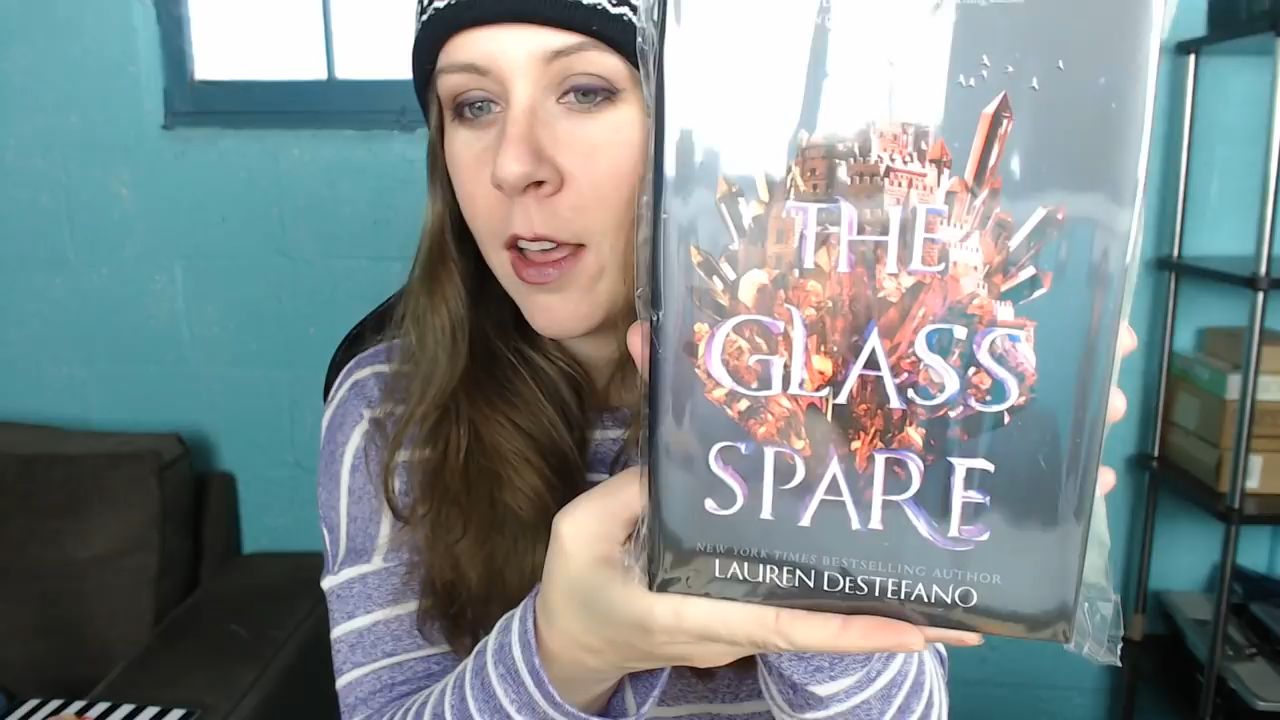 THE
GLASS
SPARE
NEW YORK TIMES BESTSELLING AUTHOR
LAUREN DESTEFANO